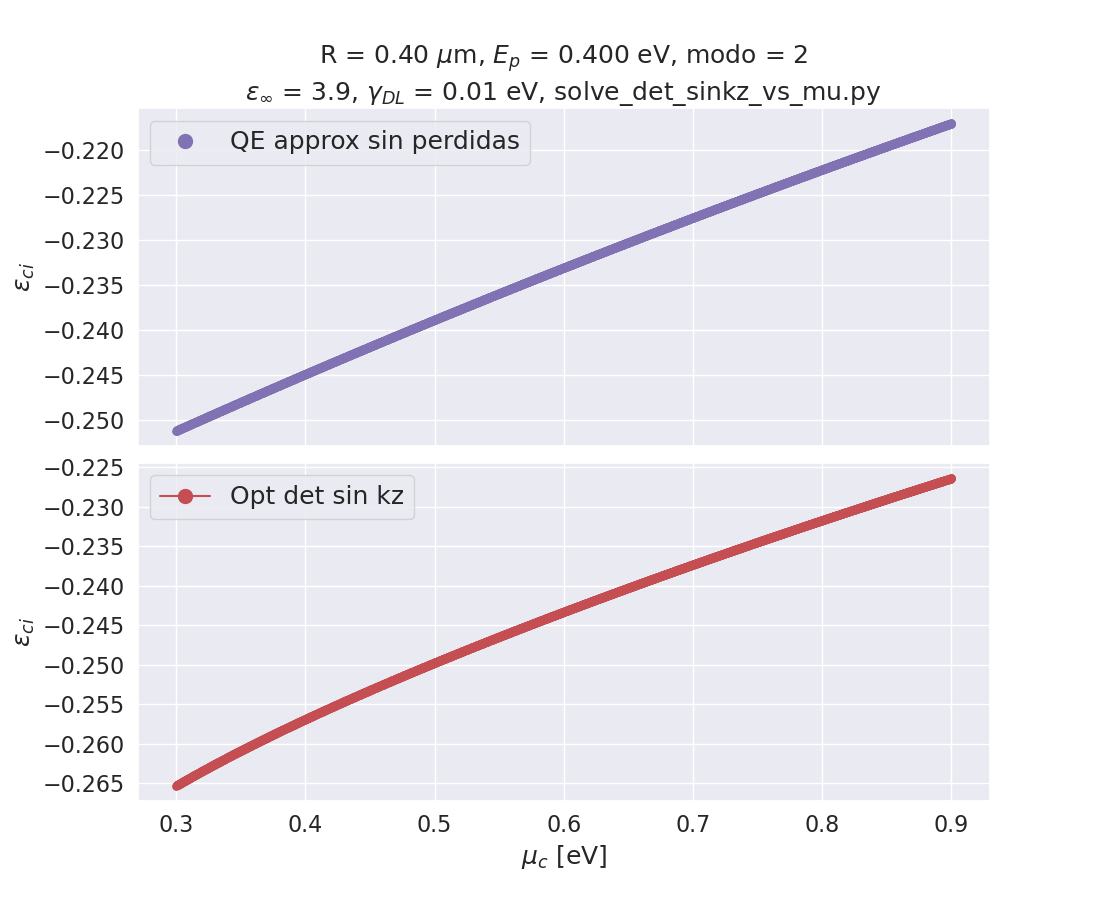 R = 0.40 μm, E_p = 0.400 eV, modo = 2
ε_∞ = 3.9, γ_DL = 0.01 eV, solve_det_sinkz_vs_mu.py
QE approx sin perdidas
−0.220
−0.225
−0.230
−0.235
−0.240
−0.245
−0.250
ε_ci
Opt det sin kz
−0.225
−0.230
−0.235
−0.240
−0.245
−0.250
−0.255
−0.260
−0.265
ε_ci
0.3 0.4 0.5 0.6 0.7 0.8 0.9
μ_c [eV]